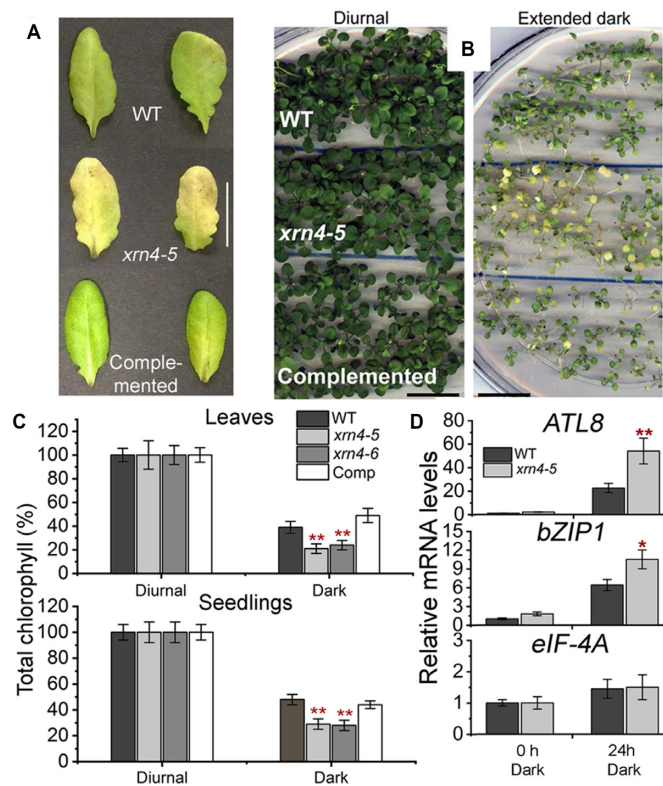 A
WT
xrn4-5
Comple-
mented
Diurnal
Extended dark
B
WT
xrn4-5
Complemented
C
Leaves
WT
xrn4-5
xrn4-6
Comp
Total chlorophyll (%)
120
100
80
60
40
20
0
** **
Diurnal Dark
Seedlings
120
100
80
60
40
20
0
** **
Diurnal Dark
D
ATL8
WT
xrn4-5
Relative mRNA levels
80
60
40
20
0
**
bZIP1
15
12
9
6
3
0
*
eIF-4A
4
3
2
1
0
0 h 24h
Dark Dark